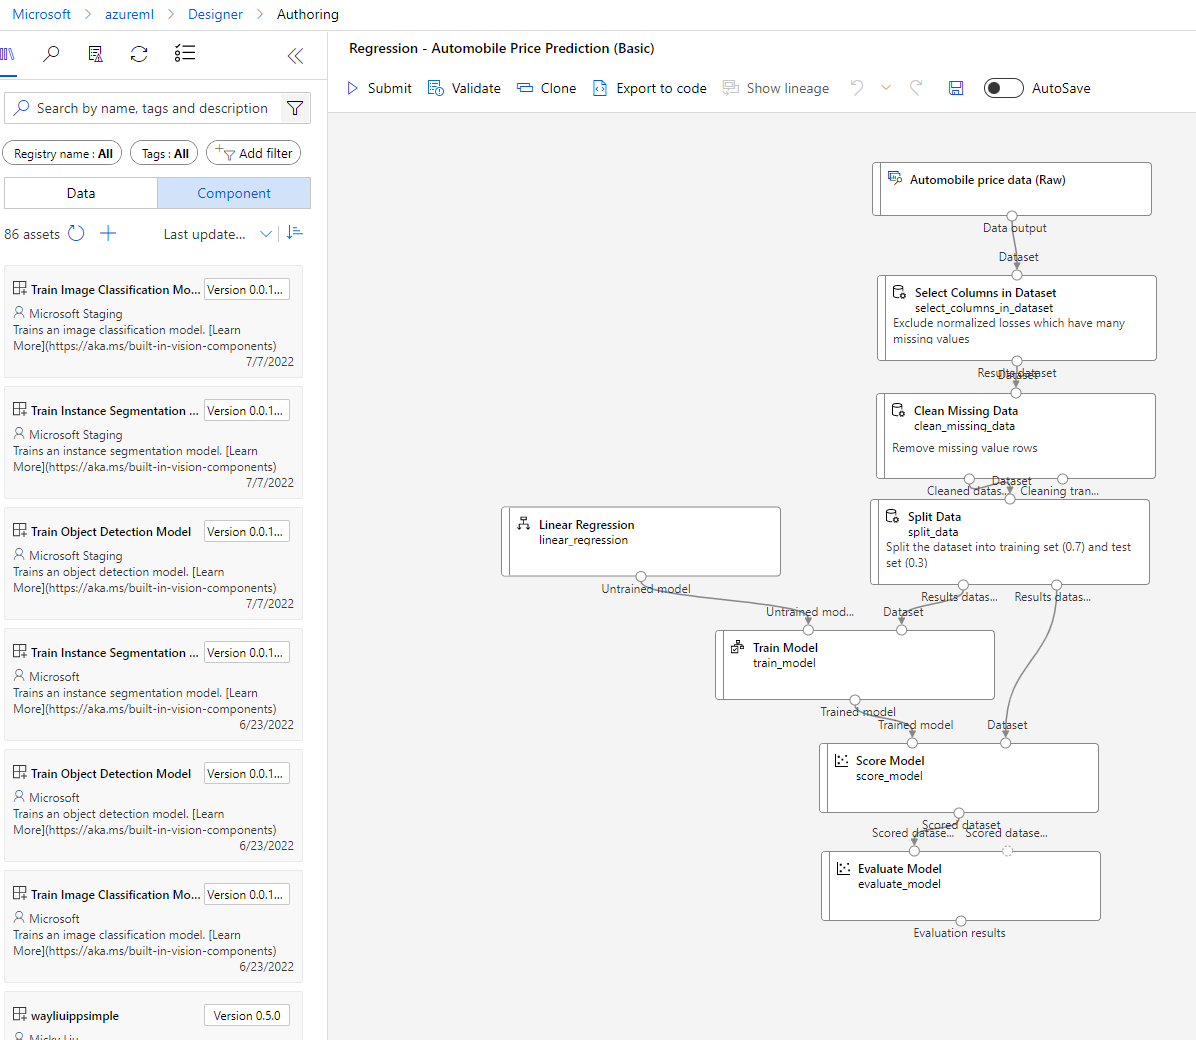 Microsoft > azureml > Designer > Authoring
Search by name, tags and description
Registry name : All
Tags : All
Add filter
Data
Component
86 assets
Last update...
Train Image Classification Mo...
Version 0.0.1...
Microsoft Staging
Trains an image classification model. [Learn
More](https://aka.ms/built-in-vision-components)
7/7/2022
Train Instance Segmentation ...
Version 0.0.1...
Microsoft Staging
Trains an instance segmentation model. [Learn
More](https://aka.ms/built-in-vision-components)
7/7/2022
Train Object Detection Model
Version 0.0.1...
Microsoft Staging
Trains an object detection model. [Learn
More](https://aka.ms/built-in-vision-components)
7/7/2022
Train Instance Segmentation ...
Version 0.0.1...
Microsoft
Trains an instance segmentation model. [Learn
More](https://aka.ms/built-in-vision-components)
6/23/2022
Train Object Detection Model
Version 0.0.1...
Microsoft
Trains an object detection model. [Learn
More](https://aka.ms/built-in-vision-components)
6/23/2022
Train Image Classification Mo...
Version 0.0.1...
Microsoft
Trains an image classification model. [Learn
More](https://aka.ms/built-in-vision-components)
6/23/2022
wayliuippsimple
Version 0.5.0
Micky Liu
Regression - Automobile Price Prediction (Basic)
Submit
Validate
Clone
Export to code
Show lineage
AutoSave
Automobile price data (Raw)
Data output
Dataset
Select Columns in Dataset
select_columns_in_dataset
Exclude normalized losses which have many
missing values
Results dataset
Dataset
Clean Missing Data
clean_missing_data
Remove missing value rows
Dataset
Cleaned datas...
Cleaning tran...
Split Data
split_data
Split the dataset into training set (0.7) and test
set (0.3)
Results datas...
Results datas...
Linear Regression
linear_regression
Untrained model
Untrained mod...
Dataset
Train Model
train_model
Trained model
Trained model
Dataset
Score Model
score_model
Scored dataset
Scored datase...
Scored datase...
Evaluate Model
evaluate_model
Evaluation results